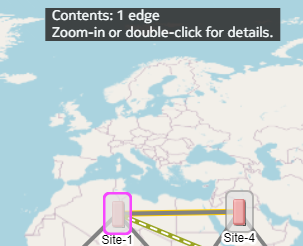 Contents: 1 edge
Zoom-in or double-click for details.
Site-1
Site-4